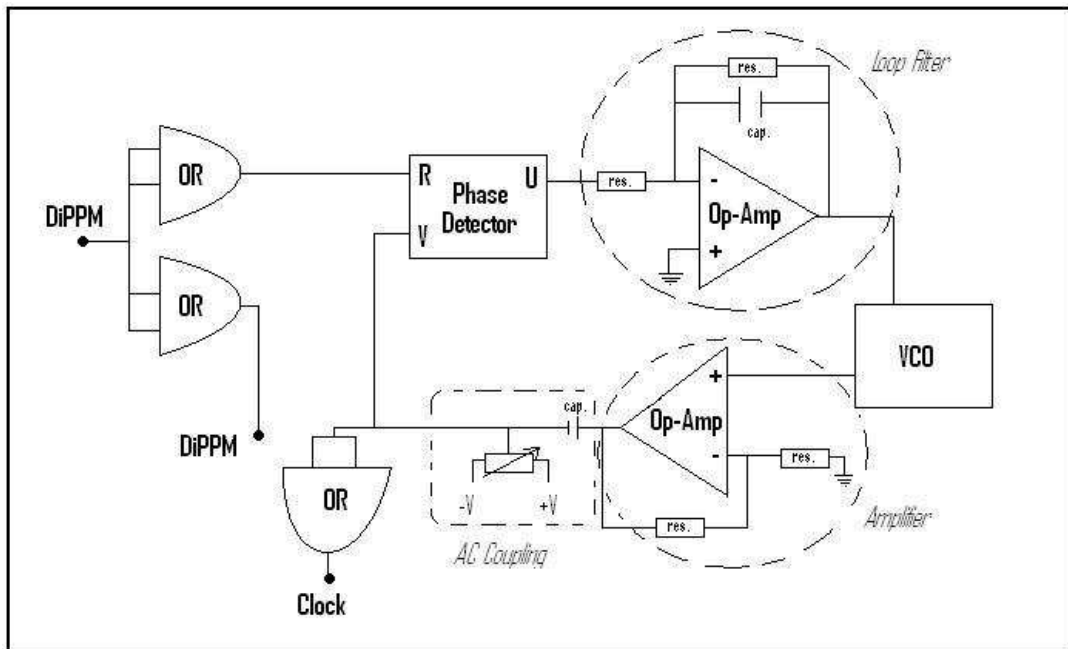 Loop Filter
res.
cap.
OR
R
U
Phase
Detector
V
res.
-
Op-Amp
+
DiPPM
OR
VCO
+
Op-Amp
-
res.
cap.
DiPPM
OR
-V
+V
res.
Amplifier
AC Coupling
Clock